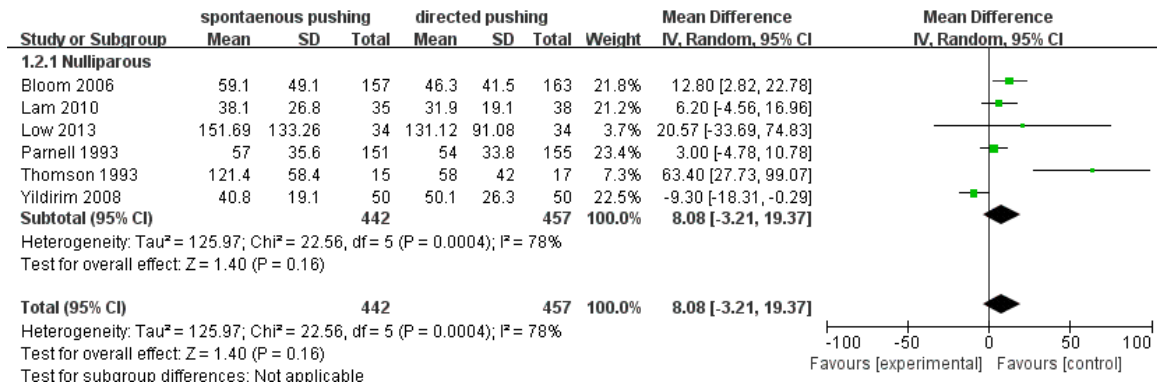 spontaenous pushing directed pushing Mean Difference Mean Difference
Study or Subgroup Mean SD Total Mean SD Total Weight IV, Random, 95% CI IV, Random, 95% CI
1.2.1 Nulliparous
Bloom 2006 59.1 49.1 157 46.3 41.5 163 21.8% 12.80 [2.82, 22.78]
Lam 2010 38.1 26.8 35 31.9 19.1 38 21.2% 6.20 [-4.56, 16.96]
Low 2013 151.69 133.26 34 131.12 91.08 34 3.7% 20.57 [-33.69, 74.83]
Parnell 1993 57 35.6 151 54 33.8 155 23.4% 3.00 [-4.78, 10.78]
Thomson 1993 121.4 58.4 15 58 42 17 7.3% 63.40 [27.73, 99.07]
Yildirim 2008 40.8 19.1 50 50.1 26.3 50 22.5% -9.30 [-18.31, -0.29]
Subtotal (95% CI) 442 457 100.0% 8.08 [-3.21, 19.37]
Heterogeneity: Tau² = 125.97; Chi² = 22.56, df = 5 (P = 0.0004); I² = 78%
Test for overall effect: Z = 1.40 (P = 0.16)
Total (95% CI) 442 457 100.0% 8.08 [-3.21, 19.37]
Heterogeneity: Tau² = 125.97; Chi² = 22.56, df = 5 (P = 0.0004); I² = 78%
Test for overall effect: Z = 1.40 (P = 0.16)
Test for subgroup differences: Not applicable
-100 -50 0 50 100
Favours [experimental] Favours [control]